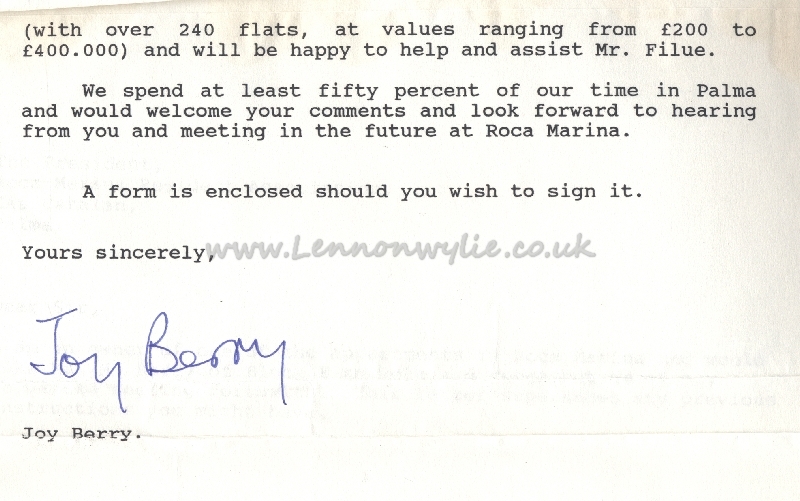 (with over 240 flats, at values ranging from £200 to
£400.000) and will be happy to help and assist Mr. Filue.
We spend at least fifty percent of our time in Palma
and would welcome your comments and look forward to hearing
from you and meeting in the future at Roca Marina.
A form is enclosed should you wish to sign it.
Yours sincerely,
www.Lennonwylie.co.uk
Joy Berry
Joy Berry.